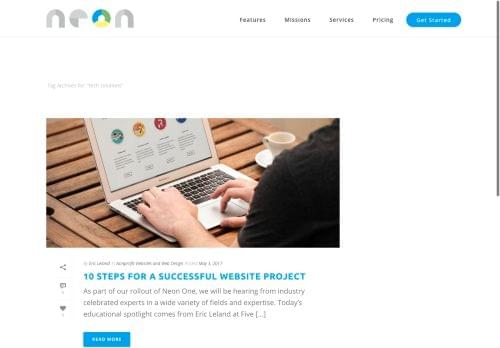 neon
Features Missions Services Pricing Get Started
Tag Archives for: "tech solutions"
By Eric Leland In Nonprofit Websites and Web Design Posted May 3, 2017
10 STEPS FOR A SUCCESSFUL WEBSITE PROJECT
As part of our rollout of Neon One, we will be hearing from industry
celebrated experts in a wide variety of fields and expertise. Today's
educational spotlight comes from Eric Leland at Five [...]
READ MORE